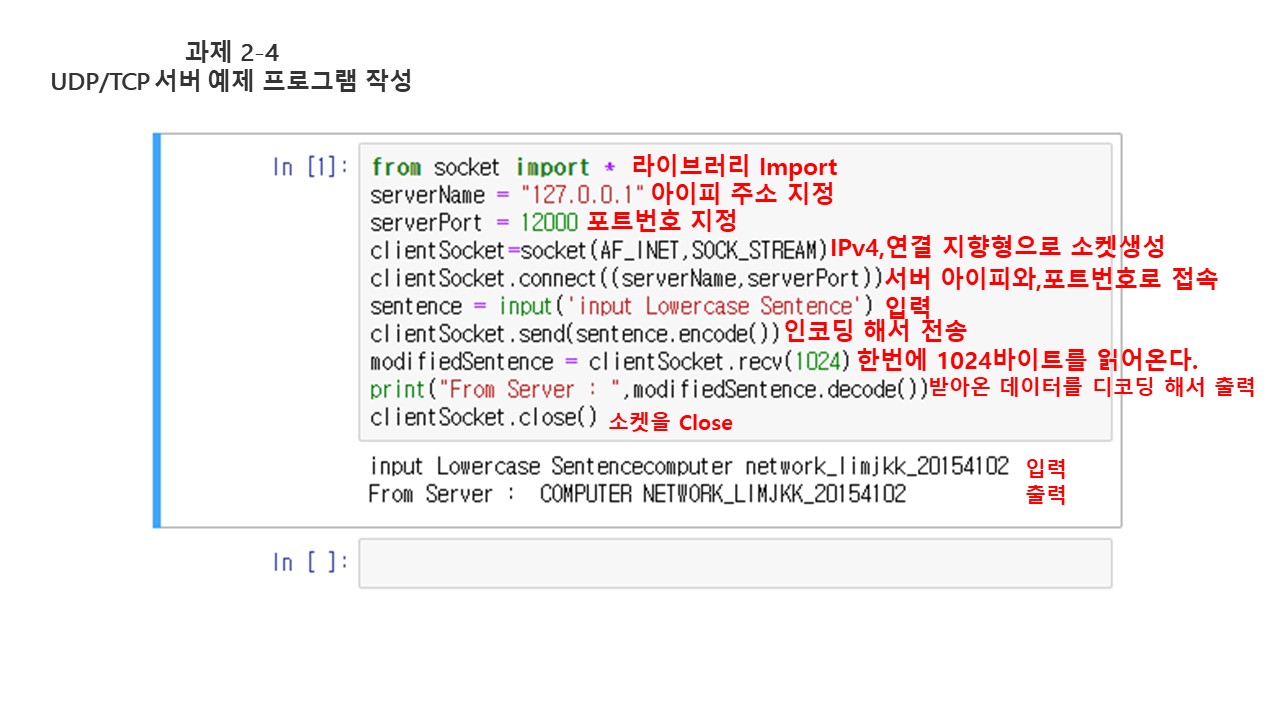 과제 2-4
UDP/TCP 서버 예제 프로그램 작성
In [1]: from socket import * 라이브러리 Import
serverName = "127.0.0.1" 아이피 주소 지정
serverPort = 12000 포트번호 지정
clientSocket=socket(AF_INET,SOCK_STREAM)IPv4,연결 지향형으로 소켓생성
clientSocket.connect((serverName,serverPort))서버 아이피와,포트번호로 접속
sentence = input('input Lowercase Sentence') 입력
clientSocket.send(sentence.encode())인코딩 해서 전송
modifiedSentence = clientSocket.recv(1024) 한번에 1024바이트를 읽어온다.
print("From Server : ",modifiedSentence.decode())받아온 데이터를 디코딩 해서 출력
clientSocket.close() 소켓을 Close
input Lowercase Sentencecomputer network_limjkk_20154102 입력
From Server :  COMPUTER NETWORK_LIMJKK_20154102 출력
In [ ]: